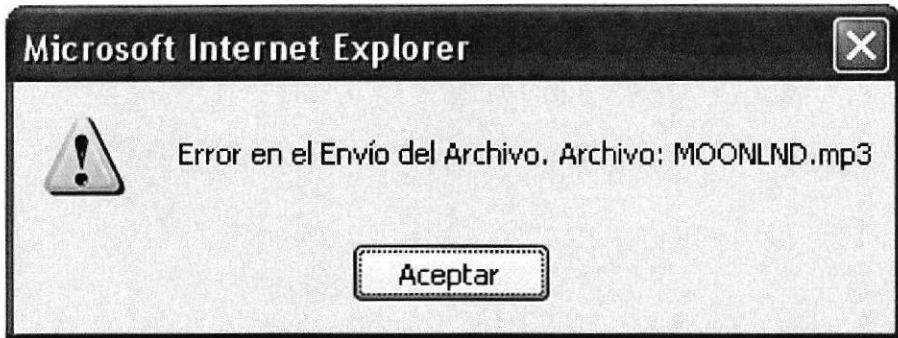 Microsoft Internet Explorer
Error en el Envío del Archivo. Archivo: MOONLND.mp3
Aceptar